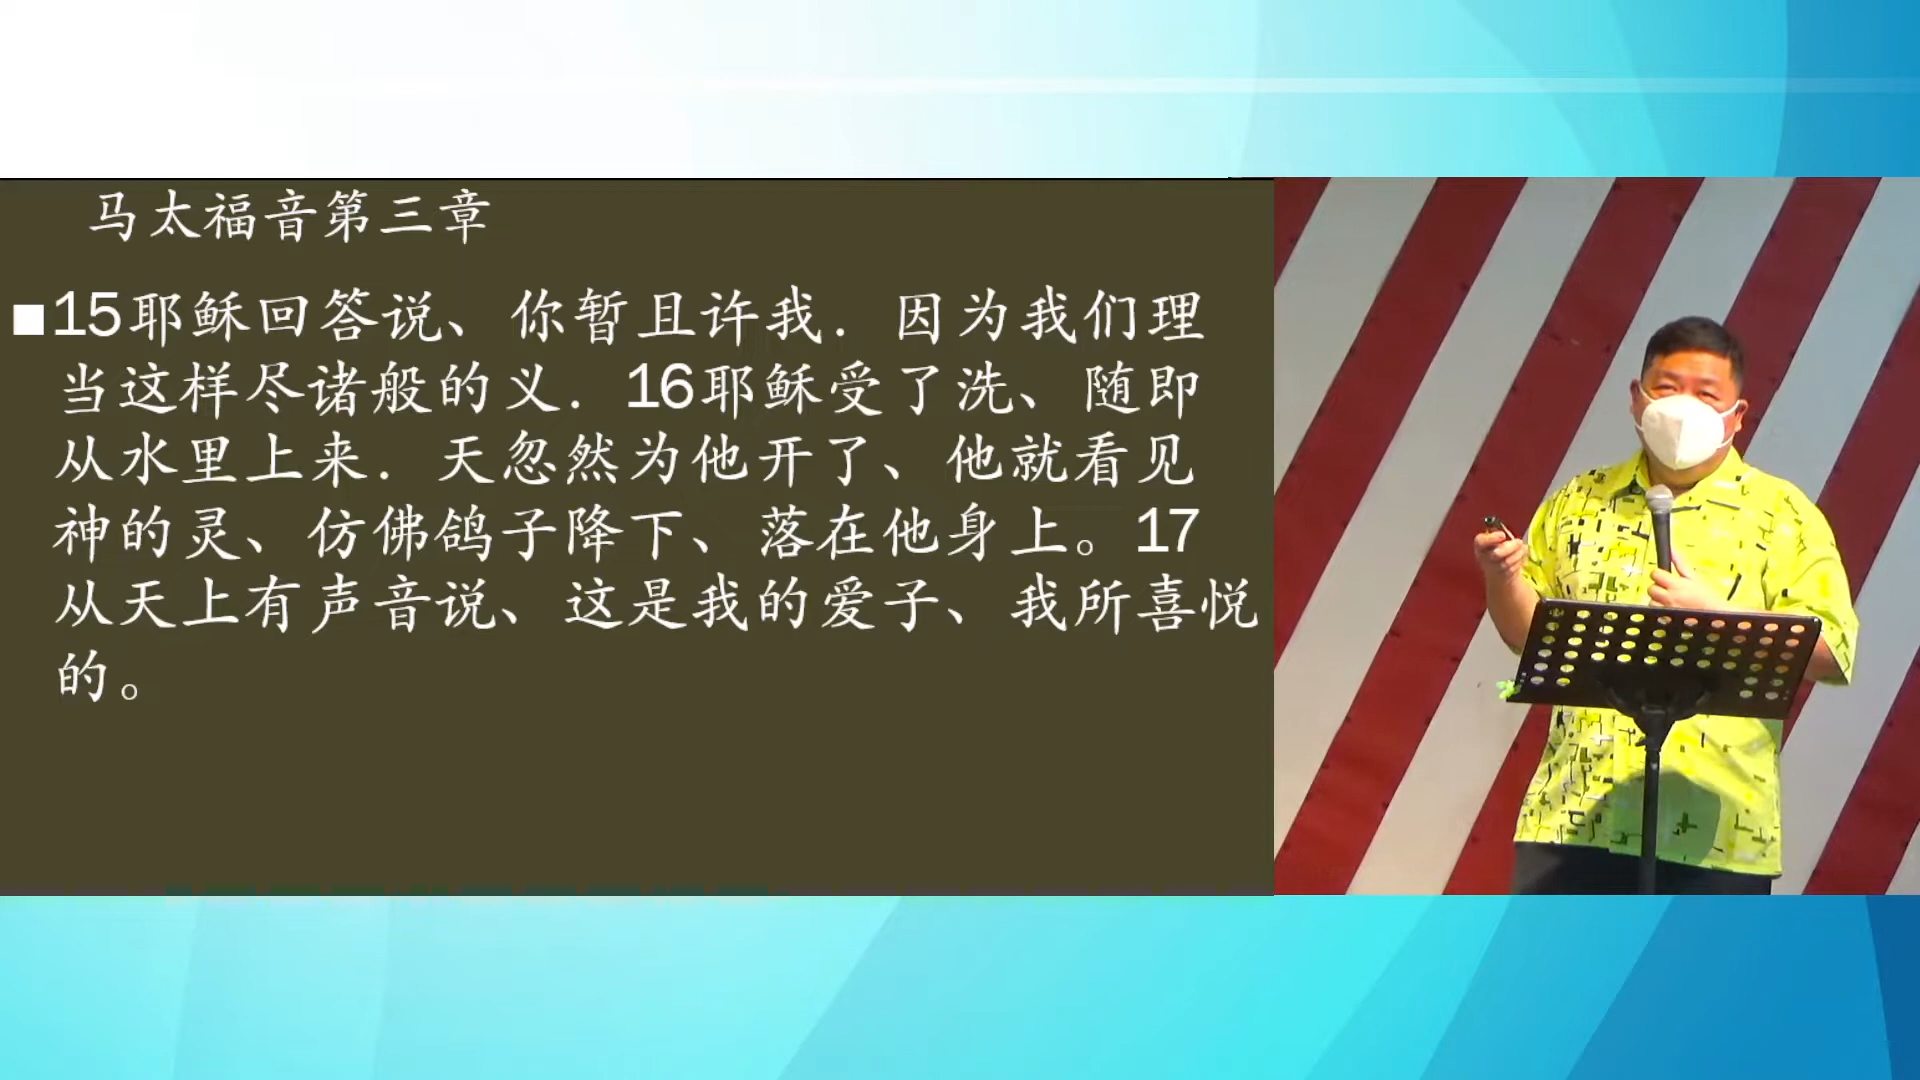 马太福音第三章
■15耶稣回答说、你暂且许我．因为我们理
当这样尽诸般的义．16耶稣受了洗、随即
从水里上来．天忽然为他开了、他就看见
神的灵、仿佛鸽子降下、落在他身上。17
从天上有声音说、这是我的爱子、我所喜悦
的。